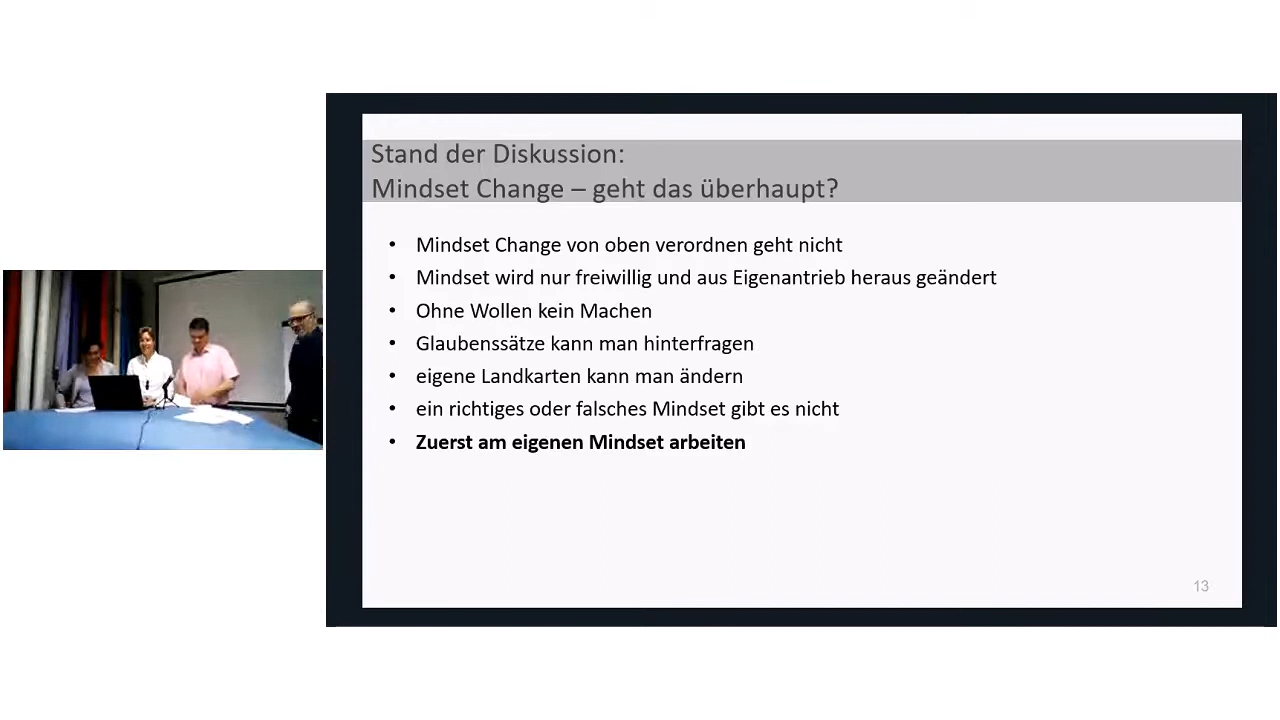 Stand der Diskussion:
Mindset Change – geht das überhaupt?
• Mindset Change von oben verordnen geht nicht
• Mindset wird nur freiwillig und aus Eigenantrieb heraus geändert
• Ohne Wollen kein Machen
• Glaubenssätze kann man hinterfragen
• eigene Landkarten kann man ändern
• ein richtiges oder falsches Mindset gibt es nicht
• Zuerst am eigenen Mindset arbeiten
13